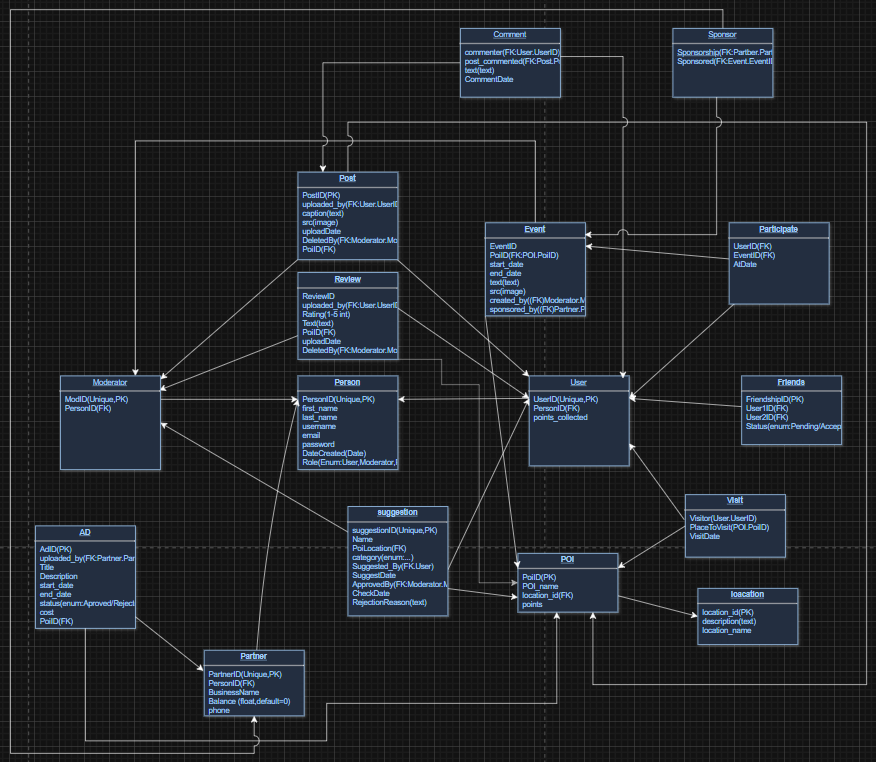 Comment
commenter(FK:User.UserID)
post_commented(FK:Post.P
text(text)
CommentDate
Sponsor
Sponsorship(FK:Partber.Par
Sponsored(FK:Event.EventI
Post
PostID(PK)
uploaded_by(FK:User.UserI
caption(text)
src(image)
uploadDate
DeletedBy(FK:Moderator.Mo
PoiID(FK)
Event
EventID
PoiID(FK:POI.PoiID)
start_date
end_date
text(text)
src(image)
created_by((FK)Moderator.M
sponsored_by((FK)Partner.P
Participate
UserID(FK)
EventID(FK)
AtDate
Review
ReviewID
uploaded_by(FK:User.UserI
Rating(1-5 int)
Text(text)
PoiID(FK)
uploadDate
DeletedBy(FK:Moderator.Mo
Moderator
ModID(Unique,PK)
PersonID(FK)
Person
PersonID(Unique,PK)
first_name
last_name
username
email
password
DateCreated(Date)
Role(Enum:User,Moderator,
User
UserID(Unique,PK)
PersonID(FK)
points_collected
Friends
FriendshipID(PK)
User1ID(FK)
User2ID(FK)
Status(enum:Pending/Accep
suggestion
suggestionID(Unique,PK)
Name
PoiLocation(FK)
category(enum:...)
Suggested_By(FK:User)
SuggestDate
ApprovedBy(FK:Moderator.M
CheckDate
RejectionReason(text)
Visit
Visitor(User.UserID)
PlaceToVisit(POI.PoiID)
VisitDate
AD
AdID(PK)
uploaded_by(FK:Partner.Par
Title
Description
start_date
end_date
status(enum:Aproved/Reject
cost
PoiID(FK)
POI
PoiID(PK)
POI_name
location_id(FK)
points
loacation
location_id(PK)
description(text)
location_name
Partner
PartnerID(Unique,PK)
PersonID(FK)
BusinessName
Balance (float,default=0)
phone